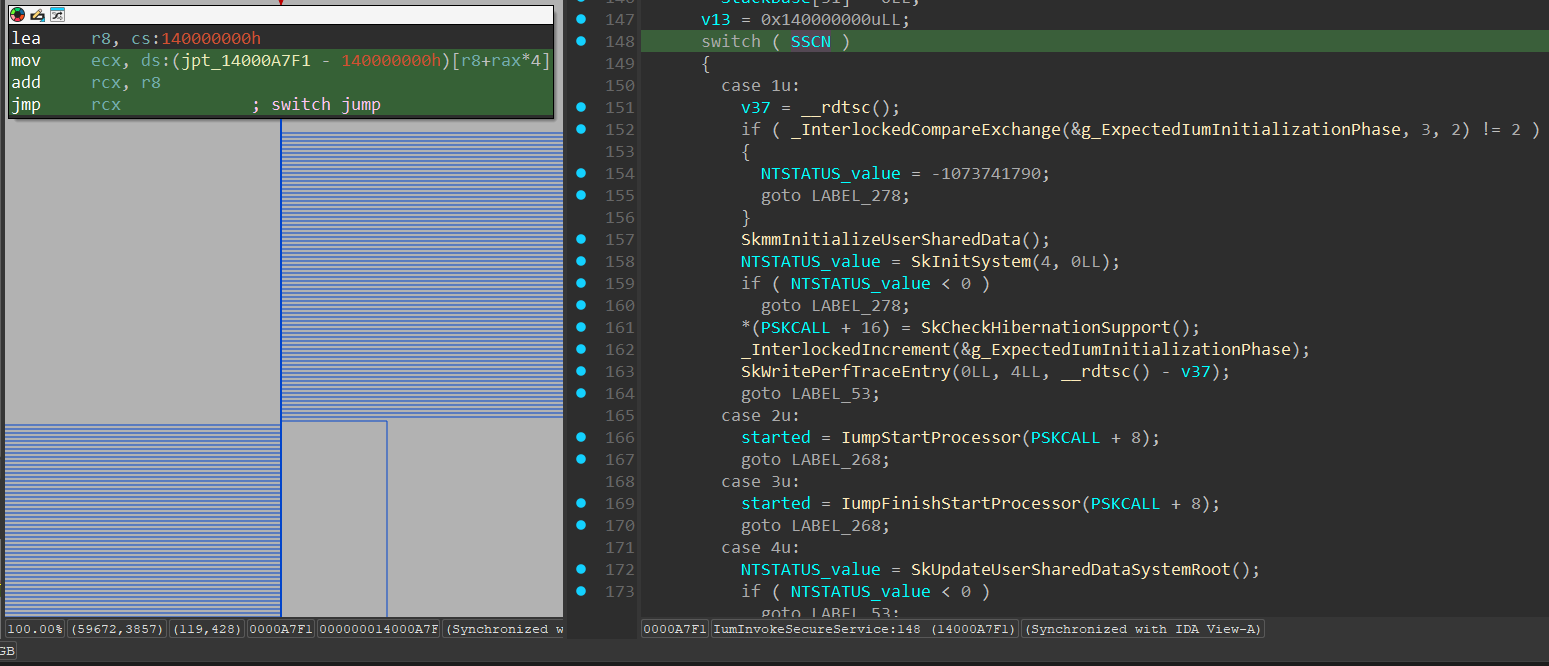 lea r8, cs:140000000h
mov ecx, ds:(jpt_14000A7F1 - 140000000h)[r8+rax*4]
add rcx, r8
jmp rcx ; switch jump
100.00% (59672,3857) (119,428) 0000A7F1 000000014000A7F (Synchronized w
GB
147 v13 = 0x140000000uLL;
148 switch ( SSCN )
149 {
150 case 1u:
151 v37 = __rdtsc();
152 if ( _InterlockedCompareExchange(&g_ExpectedIumInitializationPhase, 3, 2) != 2 )
153 {
154 NTSTATUS_value = -1073741790;
155 goto LABEL_278;
156 }
157 SkmmInitializeUserSharedData();
158 NTSTATUS_value = SkInitSystem(4, 0LL);
159 if ( NTSTATUS_value < 0 )
160 goto LABEL_278;
161 *(PSKCALL + 16) = SkCheckHibernationSupport();
162 _InterlockedIncrement(&g_ExpectedIumInitializationPhase);
163 SkWritePerfTraceEntry(0LL, 4LL, __rdtsc() - v37);
164 goto LABEL_53;
165 case 2u:
166 started = IumpStartProcessor(PSKCALL + 8);
167 goto LABEL_268;
168 case 3u:
169 started = IumpFinishStartProcessor(PSKCALL + 8);
170 goto LABEL_268;
171 case 4u:
172 NTSTATUS_value = SkUpdateUserSharedDataSystemRoot();
173 if ( NTSTATUS_value < 0 )
goto LABEL_53;
0000A7F1 IumInvokeSecureService:148 (14000A7F1) (Synchronized with IDA View-A)